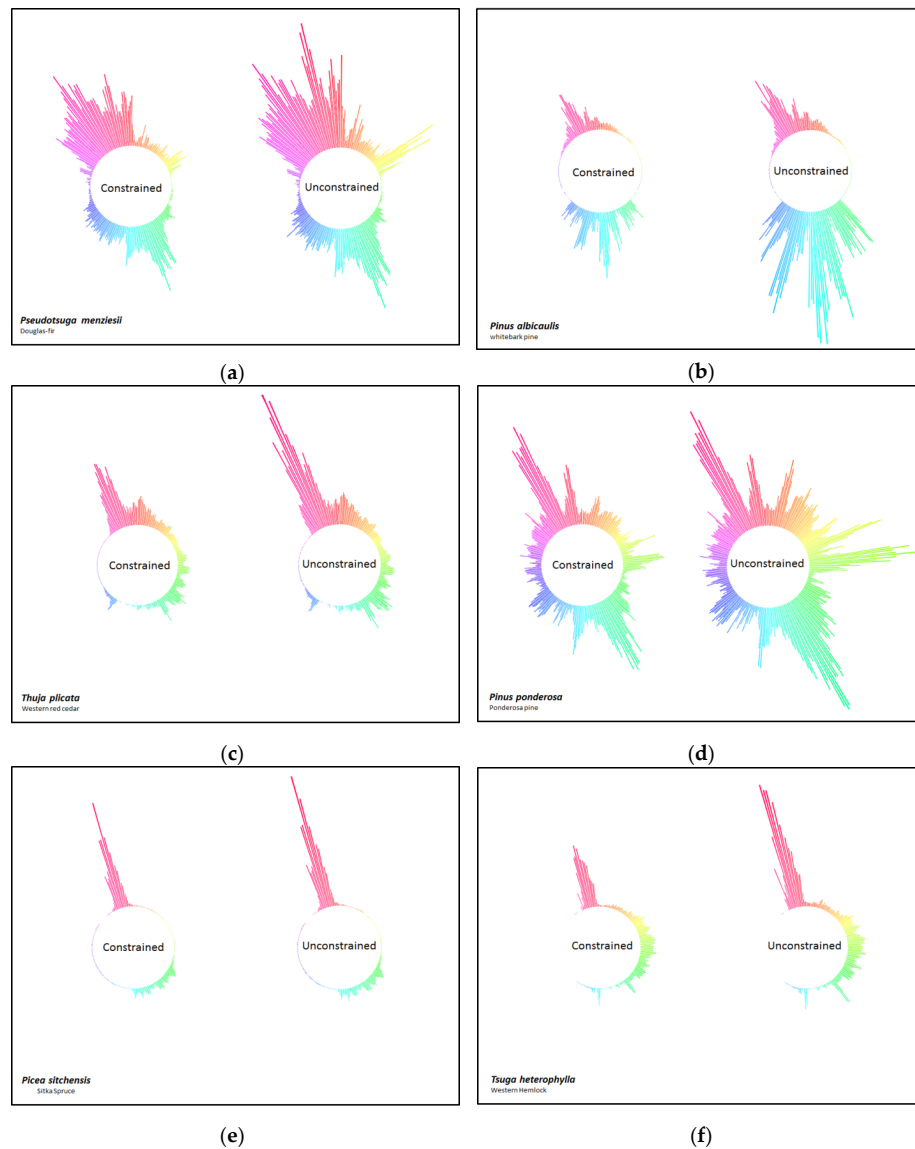 Constrained
Unconstrained
Pseudotsuga menziesii
Douglas-fir
(a)
Constrained
Unconstrained
Pinus albicaulis
whitebark pine
(b)
Constrained
Unconstrained
Thuja plicata
Western red cedar
(c)
Constrained
Unconstrained
Pinus ponderosa
Ponderosa pine
(d)
Constrained
Unconstrained
Picea sitchensis
Sitka Spruce
(e)
Constrained
Unconstrained
Tsuga heterophylla
Western Hemlock
(f)